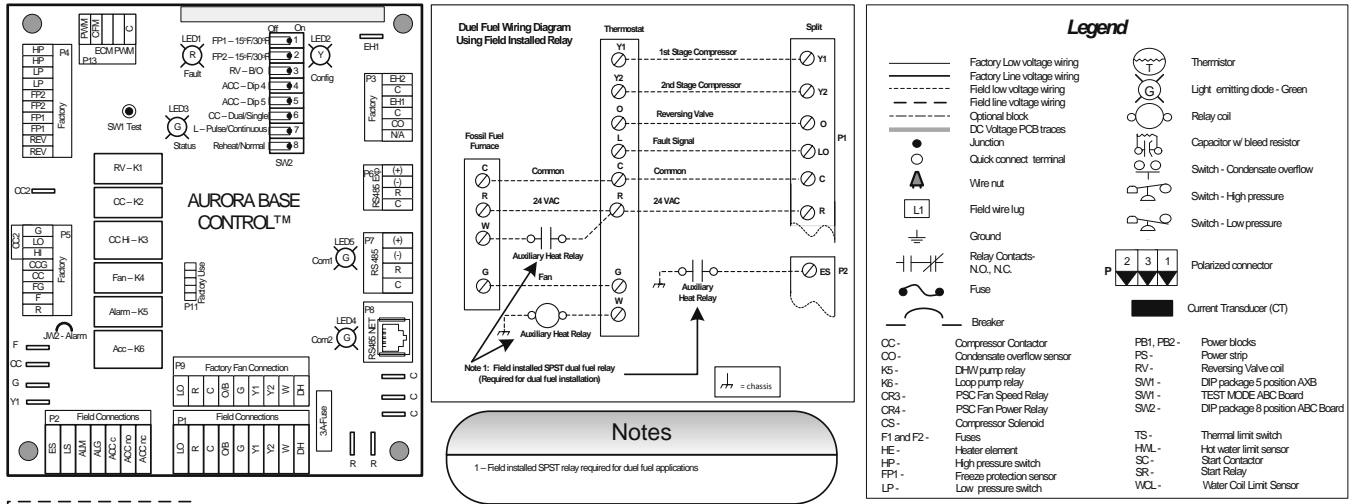 PWM
CFM
C
ECM PWM
P13
Off On
LED1
R
Fault
FP1 – 15ºF/30ºF 1
FP2 – 15ºF/30ºF 2
RV – B/O 3
ACC – Dip 4 4
ACC – Dip 5 5
CC – Dual/Single 6
L – Pulse/Continuous 7
Reheat/Normal 8
SW2
LED2
Y
Config
EH1
P4
HP
HP
LP
LP
FP2
FP2
FP1
FP1
REV
REV
Factory
SW1 Test
LED3
G
Status
P3
EH2
C
EH1
C
CO
N/A
Factory
CC2
RV – K1
CC – K2
CC Hi – K3
Fan – K4
Alarm – K5
Acc – K6
AURORA BASE
CONTROL™
P6
RS485 Exp
(+)
(-)
R
C
P5
CC2
G
LO
HI
CCG
CC
FG
F
R
Factory
P11
Factory Use
LED5
Com1
G
P7
RS 485
(+)
(-)
R
C
LED4
Com2
G
P8
RS485 NET
JW2 - Alarm
F
CC
G
Y1
P9
Factory Fan Connection
LO
R
C
O/B
G
Y1
Y2
W
DH
P2
Field Connections
ES
LS
ALM
ALG
ACC c
ACC no
ACC nc
P1
Field Connections
LO
R
C
O/B
G
Y1
Y2
W
DH
3A-Fuse
C
C
C
R R
Duel Fuel Wiring Diagram
Using Field Installed Relay
Thermostat
Split
Y1
1st Stage Compressor
Y1
Y2
2nd Stage Compressor
Y2
O
Reversing Valve
O
P1
L
Fault Signal
LO
Fossil Fuel
Furnace
C
Common
C
Common
C
R
24 VAC
R
24 VAC
R
W
Auxiliary Heat Relay
G
Fan
G
Auxiliary
Heat Relay
ES
P2
W
Auxiliary Heat Relay
Note 1: Field installed SPST dual fuel relay
(Required for dual fuel installation)
= chassis
Notes
1 – Field installed SPST relay required for duel fuel applications
Legend
Factory Low voltage wiring
Factory Line voltage wiring
Field low voltage wiring
Field line voltage wiring
Optional block
DC Voltage PCB traces
Junction
Quick connect terminal
Wire nut
L1
Field wire lug
Ground
Relay Contacts-
N.O., N.C.
Fuse
Breaker
T
Thermistor
G
Light emitting diode - Green
Relay coil
Capacitor w/ bleed resistor
Switch - Condensate overflow
Switch - High pressure
Switch - Low pressure
P
2 3 1
Polarized connector
Current Transducer (CT)
CC - Compressor Contactor
CO - Condensate overflow sensor
K5 - DHW pump relay
K6 - Loop pump relay
CR3 - PSC Fan Speed Relay
CR4 - PSC Fan Power Relay
CS - Compressor Solenoid
F1 and F2 - Fuses
HE - Heater element
HP - High pressure switch
FP1 - Freeze protection sensor
LP - Low pressure switch
PB1, PB2 - Power blocks
PS - Power strip
RV - Reversing Valve coil
SW1 - DIP package 5 position AXB
SW1 - TEST MODE ABC Board
SW2 - DIP package 8 position ABC Board
TS - Thermal limit switch
HWL - Hot water limit sensor
SC - Start Contactor
SR - Start Relay
WCL - Water Coil Limit Sensor